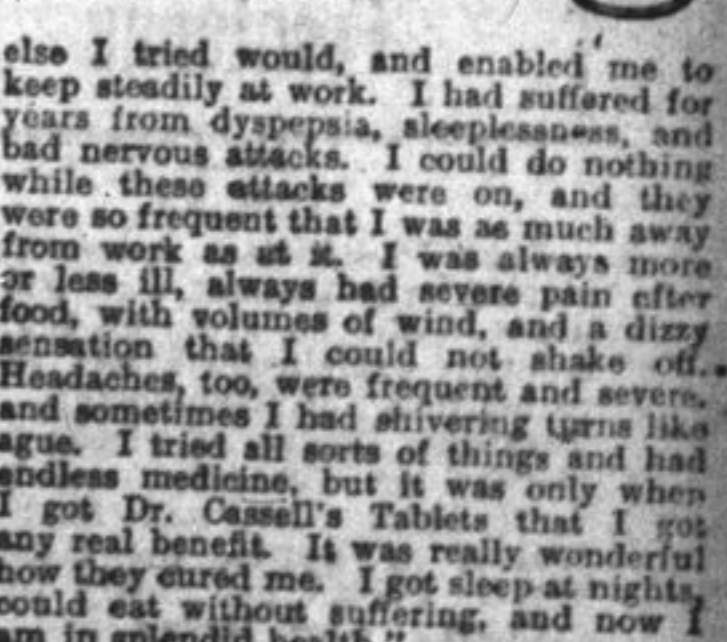 else I tried would, and enabled me to
keep steadily at work. I had suffered for
years from dyspepsia, sleeplessness, and
bad nervous attacks. I could do nothing
while these attacks were on, and they
were so frequent that I was as much away
from work as at it. I was always more
or less ill, always had severe pain after
food, with volumes of wind, and a dizzy
sensation that I could not shake off.
Headaches, too, were frequent and severe,
and sometimes I had shivering turns like
ague. I tried all sorts of things and had
endless medicine, but it was only when
I got Dr. Cassell's Tablets that I got
any real benefit. It was really wonderful
how they cured me. I got sleep at nights,
could eat without suffering, and now I
am in splendid health."